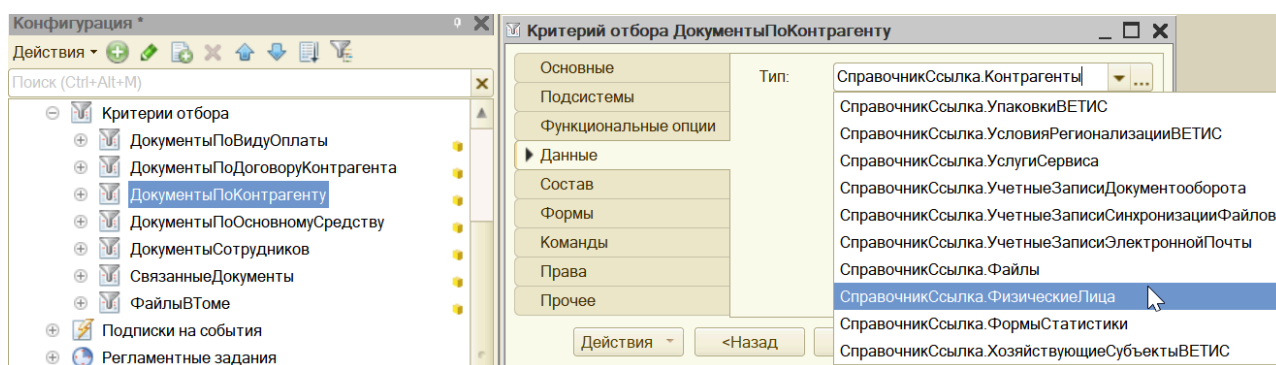 Конфигурация *
Действия
Поиск (Ctrl+Alt+M)
Критерии отбора
ДокументыПоВидуОплаты
ДокументыПоДоговоруКонтрагента
ДокументыПоКонтрагенту
ДокументыПоОсновномуСредству
ДокументыСотрудников
СвязанныеДокументы
ФайлыВТоме
Подписки на события
Регламентные задания
Критерий отбора ДокументыПоКонтрагенту
Основные
Подсистемы
Функциональные опции
Данные
Состав
Формы
Команды
Права
Прочее
Действия
<Назад
Тип:
СправочникСсылка.Контрагенты
...
СправочникСсылка.УпаковкиВЕТИС
СправочникСсылка.УсловияРегионализацииВЕТИС
СправочникСсылка.УслугиСервиса
СправочникСсылка.УчетныеЗаписиДокументооборота
СправочникСсылка.УчетныеЗаписиСинхронизацииФайлов
СправочникСсылка.УчетныеЗаписиЭлектроннойПочты
СправочникСсылка.Файлы
СправочникСсылка.ФизическиеЛица
СправочникСсылка.ФормыСтатистики
СправочникСсылка.ХозяйствующиеСубъектыВЕТИС